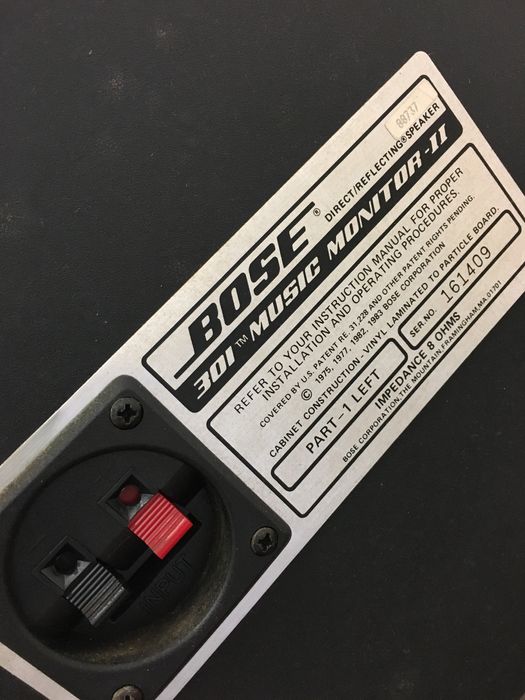 88737
BOSE® DIRECT/REFLECTING® SPEAKER
301™ MUSIC MONITOR-II
REFER TO YOUR INSTRUCTION MANUAL FOR PROPER
INSTALLATION AND OPERATING PROCEDURES.
COVERED BY U.S. PATENT RE. 31,228 AND OTHER PATENT RIGHTS PENDING.
© 1975, 1977, 1982, 1983 BOSE CORPORATION
CABINET CONSTRUCTION - VINYL LAMINATED TO PARTICLE BOARD.
PART-1 LEFT
SER. NO. 161409
IMPEDANCE 8 OHMS
BOSE CORPORATION, THE MOUNTAIN, FRAMINGHAM, MA. 01701
INPUT